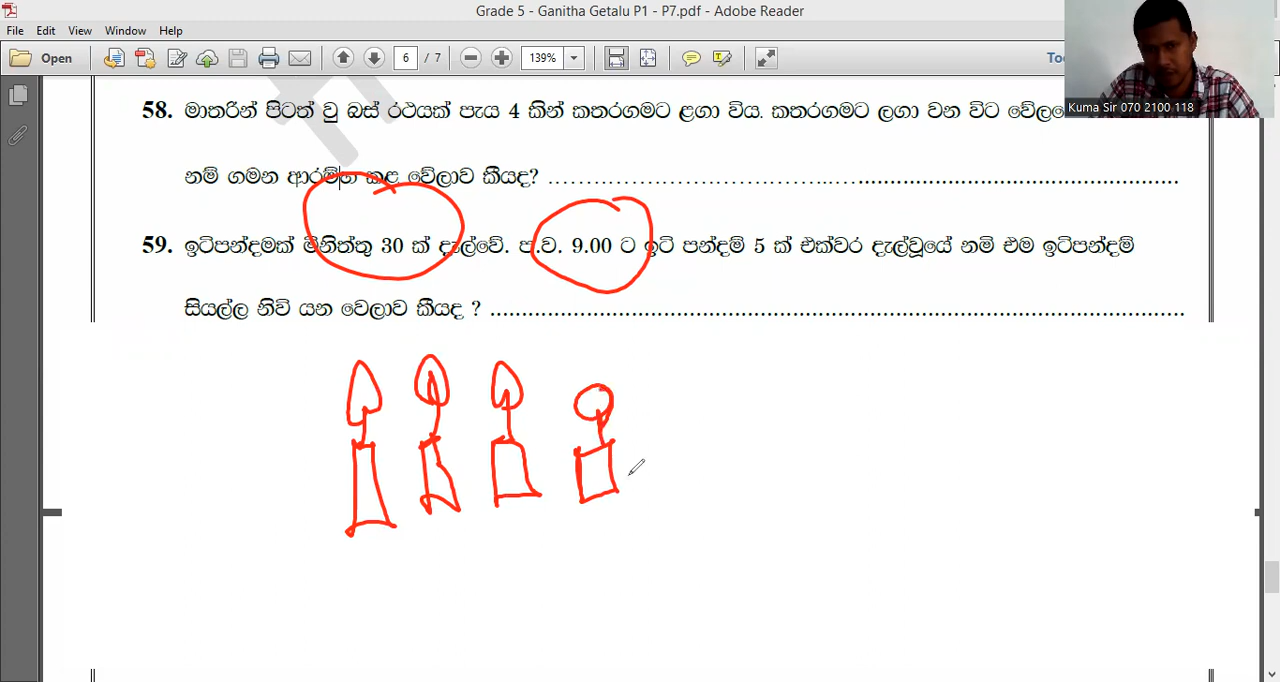 Grade 5 - Ganitha Getalu P1 - P7.pdf - Adobe Reader
File Edit View Window Help
Open 6 / 7 139%
Kuma Sir 070 2100 118
58. මාතරින් පිටත් වු බස් රථයක් පැය 4 කින් කතරගමට ළගා විය. කතරගමට ලගා වන විට
නම් ගමන ආරම්භ කළ වේලාව කීයද? ........................................
59. ඉටිපන්දමක් මිනිත්තු 30 ක් දැල්වේ. ප.ව. 9.00 ට ඉටි පන්දම් 5 ක් එක්වර දැල්වූයේ නම් එම ඉටිපන්දම්
සියල්ල නිවි යන වෙලාව කීයද ? ........................................